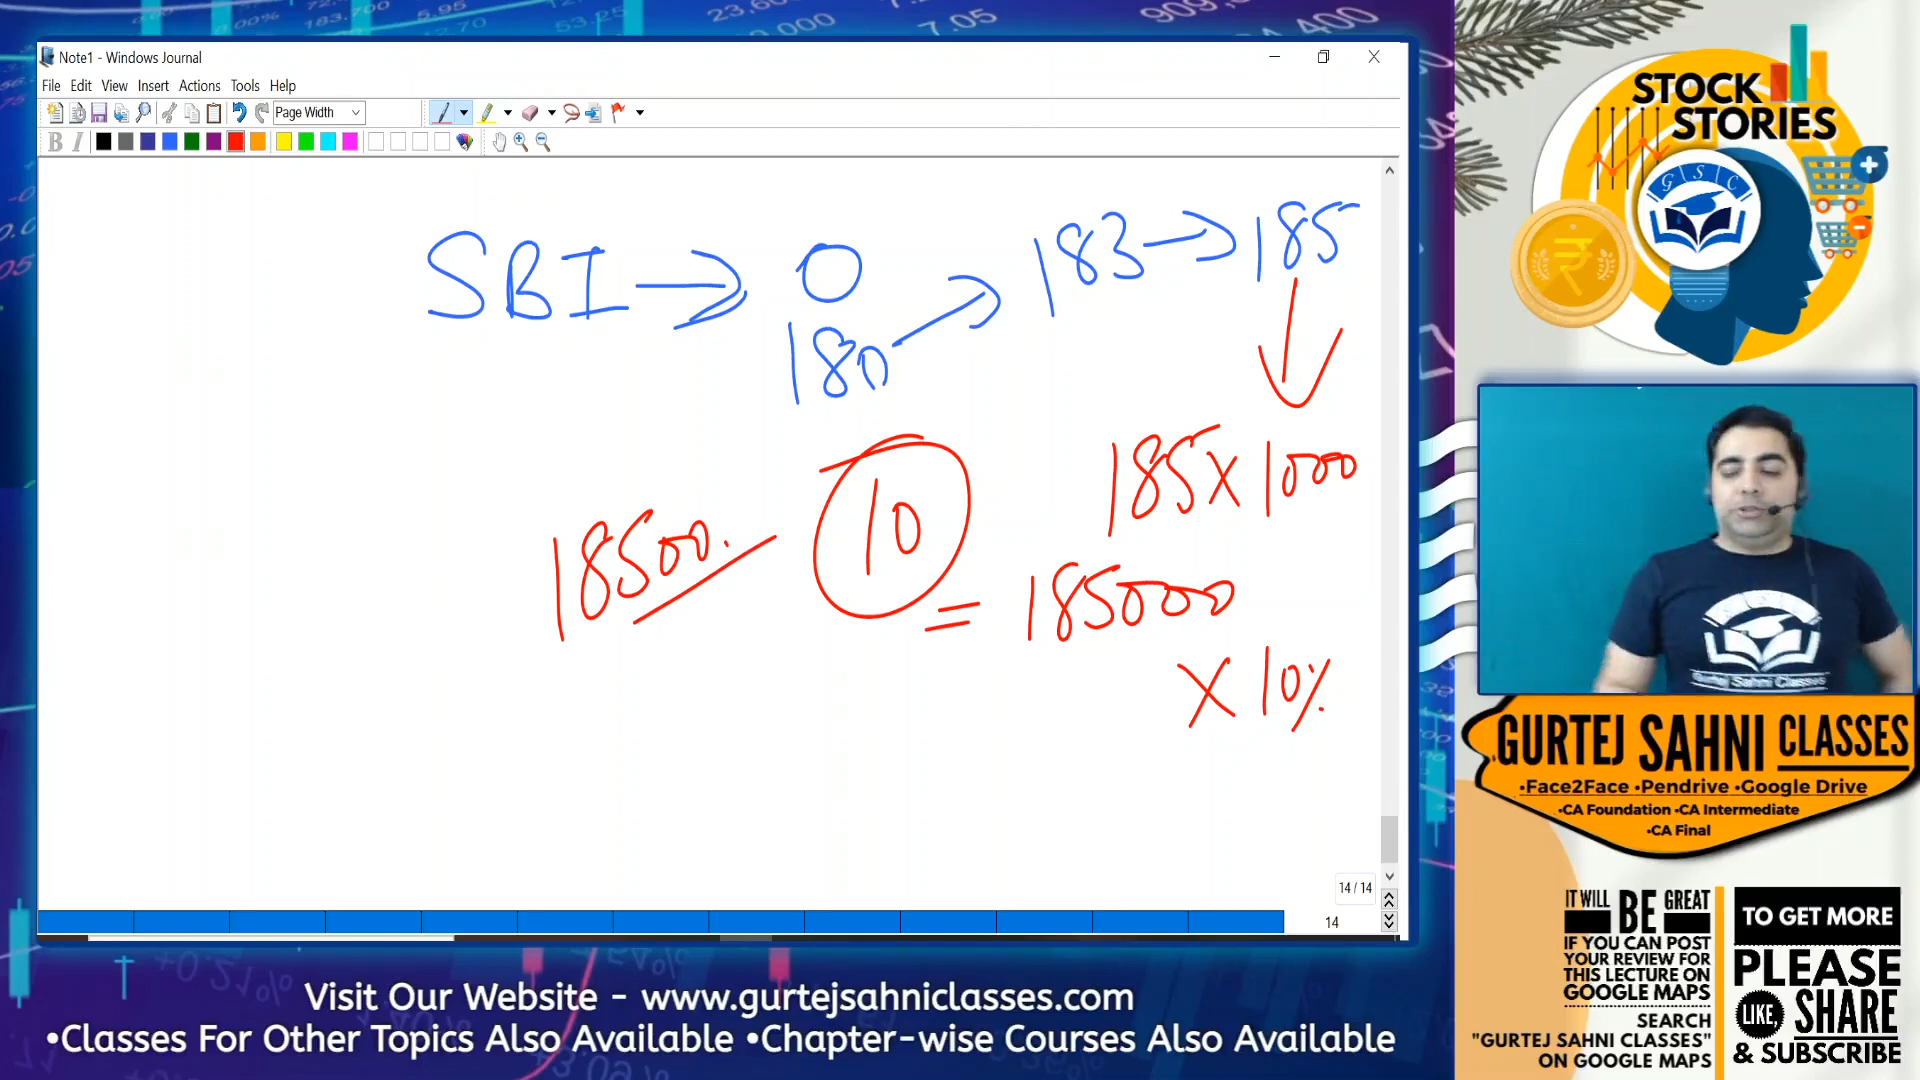 Note1 - Windows Journal
File Edit View Insert Actions Tools Help
Page Width
B I
SBI → O 183 → 185
180
185 X 1000
18500. 10 = 185000
X 10%
14 / 14
14
STOCK
STORIES
G S C
Gurtej Sahni Classes
GURTEJ SAHNI CLASSES
•Face2Face •Pendrive •Google Drive
•CA Foundation •CA Intermediate
•CA Final
IT WILL BE GREAT
IF YOU CAN POST
YOUR REVIEW FOR
THIS LECTURE ON
GOOGLE MAPS
SEARCH
"GURTEJ SAHNI CLASSES"
ON GOOGLE MAPS
TO GET MORE
PLEASE
LIKE, SHARE
& SUBSCRIBE
Visit Our Website - www.gurtejsahniclasses.com
•Classes For Other Topics Also Available •Chapter-wise Courses Also Available